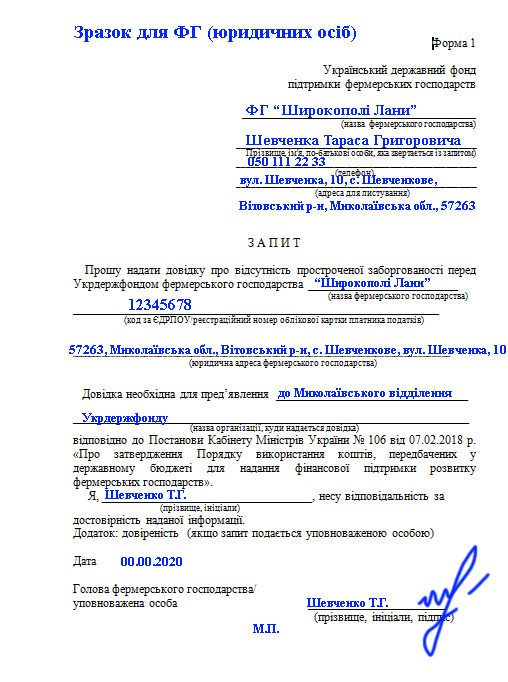 Зразок для ФГ (юридичних осіб)
Форма 1
Український державний фонд
підтримки фермерських господарств
ФГ “Широкополі Лани”
(назва фермерського господарства)
Шевченка Тараса Григоровича
Прізвище, ім'я, по-батькові особи, яка звертається із запитом)
050 111 22 33
(телефон)
вул. Шевченка, 10, с. Шевченкове,
(адреса для листування)
Вітовський р-н, Миколаївська обл., 57263
З А П И Т
Прошу надати довідку про відсутність простроченої заборгованості перед
Укрдержфондом фермерського господарства “Широкополі Лани”
(назва фермерського господарства)
12345678
(код за ЄДРПОУ/реєстраційний номер облікової картки платника податків)
57263, Миколаївська обл., Вітовський р-н, с. Шевченкове, вул. Шевченка, 10
(юридична адреса фермерського господарства)
Довідка необхідна для пред’явлення до Миколаївського відділення
Укрдержфонду
(назва організації, куди надається довідка)
відповідно до Постанови Кабінету Міністрів України № 106 від 07.02.2018 р.
«Про затвердження Порядку використання коштів, передбачених у
державному бюджеті для надання фінансової підтримки розвитку
фермерських господарств».
Я, Шевченко Т.Г., несу відповідальність за
(прізвище, ініціали)
достовірність наданої інформації.
Додаток: довіреність (якщо запит подається уповноваженою особою)
Дата 00.00.2020
Голова фермерського господарства/
уповноважена особа Шевченко Т.Г.
(прізвище, ініціали, підпис)
М.П.